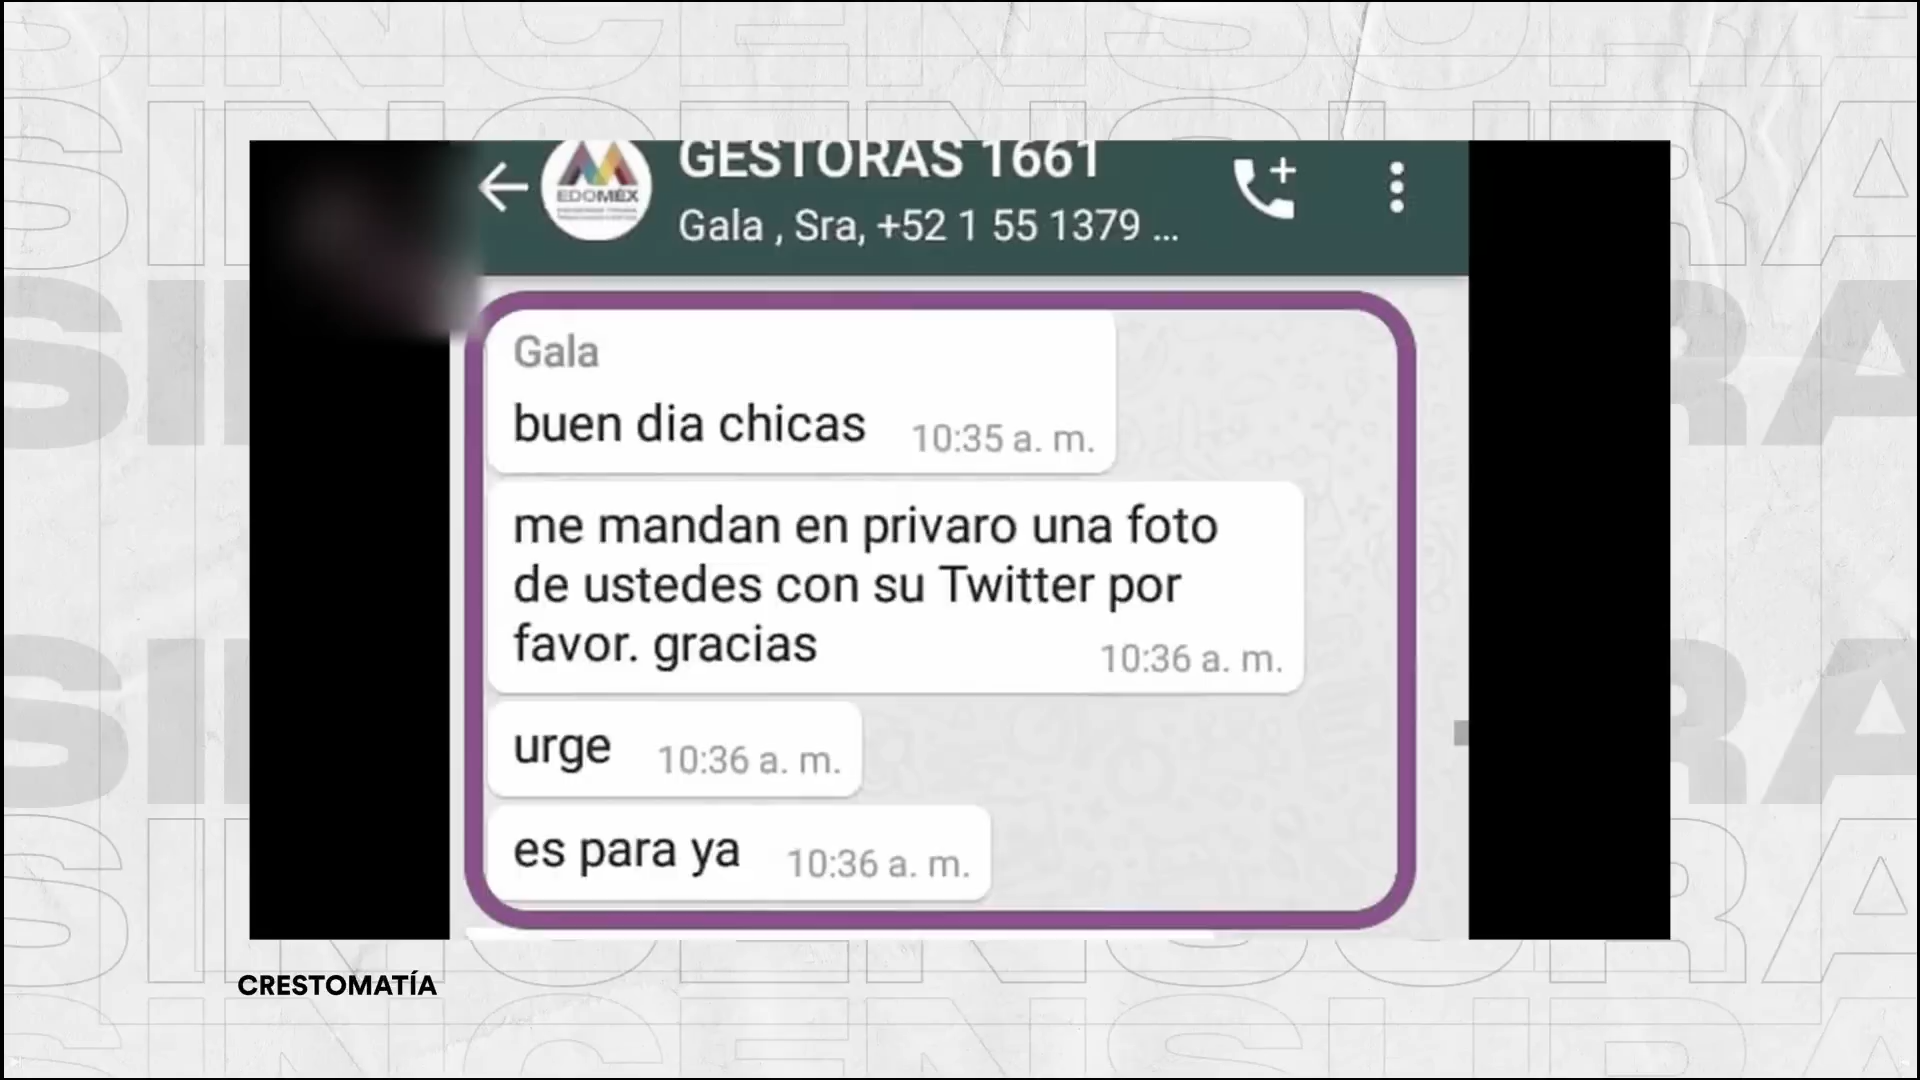 SIN CENSURA
GESTORAS 1661
EDOMÉX
Gala , Sra, +52 1 55 1379 ...
Gala
buen dia chicas 10:35 a. m.
me mandan en privaro una foto
de ustedes con su Twitter por
favor. gracias 10:36 a. m.
urge 10:36 a. m.
es para ya 10:36 a. m.
CRESTOMATÍA